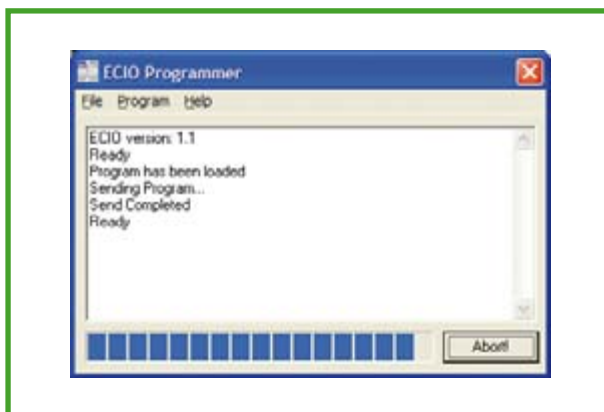 ECIO Programmer
File Program Help
ECIO version: 1.1
Ready
Program has been loaded
Sending Program...
Send Completed
Ready
Abort!